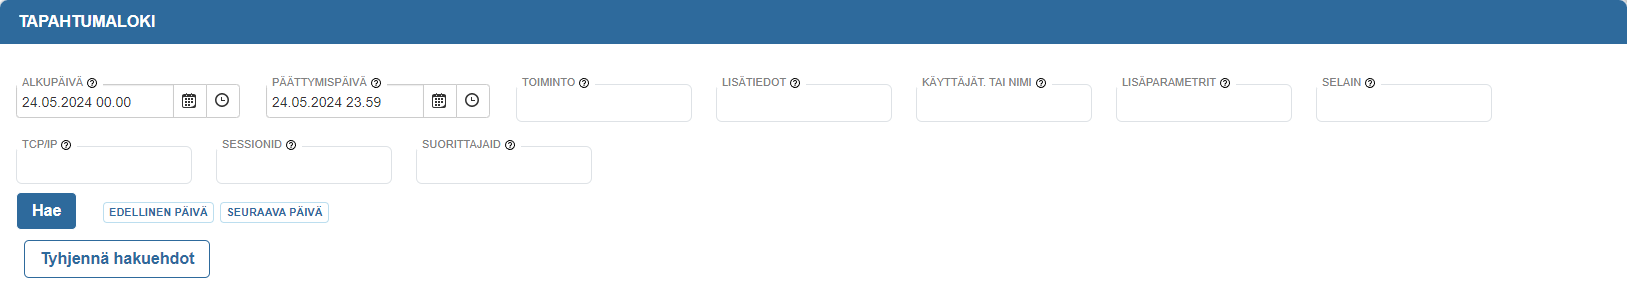 TAPAHTUMALOKI
ALKUPÄIVÄ
PÄÄTTYMISPÄIVÄ
TOIMINTO
LISÄTIEDOT
KÄYTTÄJÄT. TAI NIMI
LISÄPARAMETRIT
SELAIN
24.05.2024 00.00
24.05.2024 23.59
TCP/IP
SESSIONID
SUORITTAJAID
Hae
EDELLINEN PÄIVÄ
SEURAAVA PÄIVÄ
Tyhjennä hakuehdot